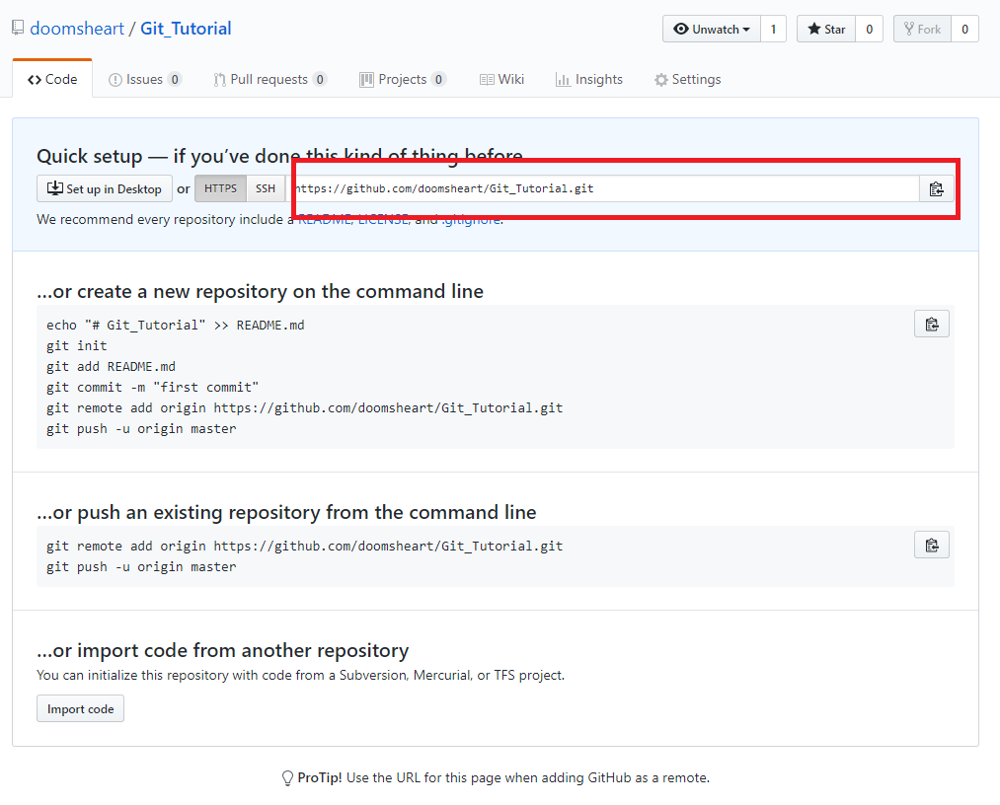 doomsheart / Git_Tutorial
Unwatch 1 Star 0 Fork 0
Code Issues 0 Pull requests 0 Projects 0 Wiki Insights Settings
Quick setup — if you’ve done this kind of thing before
Set up in Desktop or HTTPS SSH https://github.com/doomsheart/Git_Tutorial.git
We recommend every repository include a README, LICENSE, and .gitignore.
…or create a new repository on the command line
echo "# Git_Tutorial" >> README.md
git init
git add README.md
git commit -m "first commit"
git remote add origin https://github.com/doomsheart/Git_Tutorial.git
git push -u origin master
…or push an existing repository from the command line
git remote add origin https://github.com/doomsheart/Git_Tutorial.git
git push -u origin master
…or import code from another repository
You can initialize this repository with code from a Subversion, Mercurial, or TFS project.
Import code
ProTip! Use the URL for this page when adding GitHub as a remote.